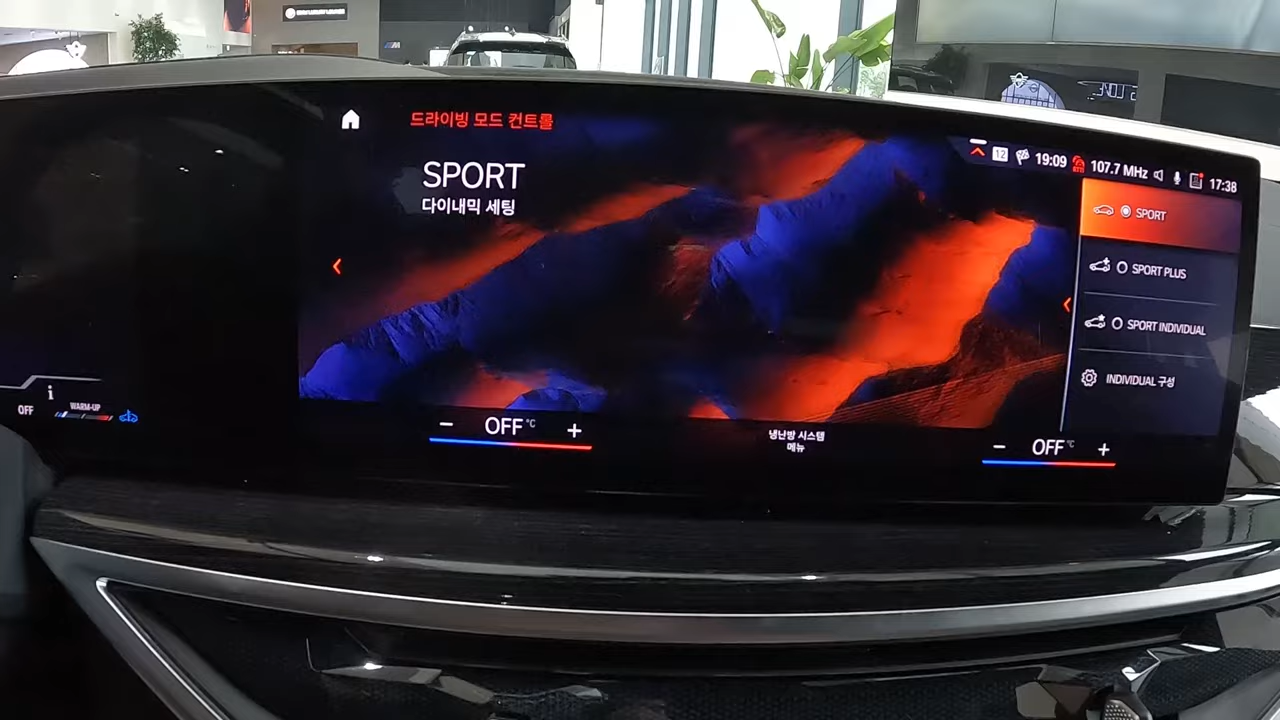 드라이빙 모드 컨트롤
SPORT
다이내믹 세팅
12 19:09 107.7 MHz 17:38
SPORT
SPORT PLUS
SPORT INDIVIDUAL
INDIVIDUAL 구성
OFF
WARM-UP
− OFF °C +
냉난방 시스템
메뉴
− OFF °C +